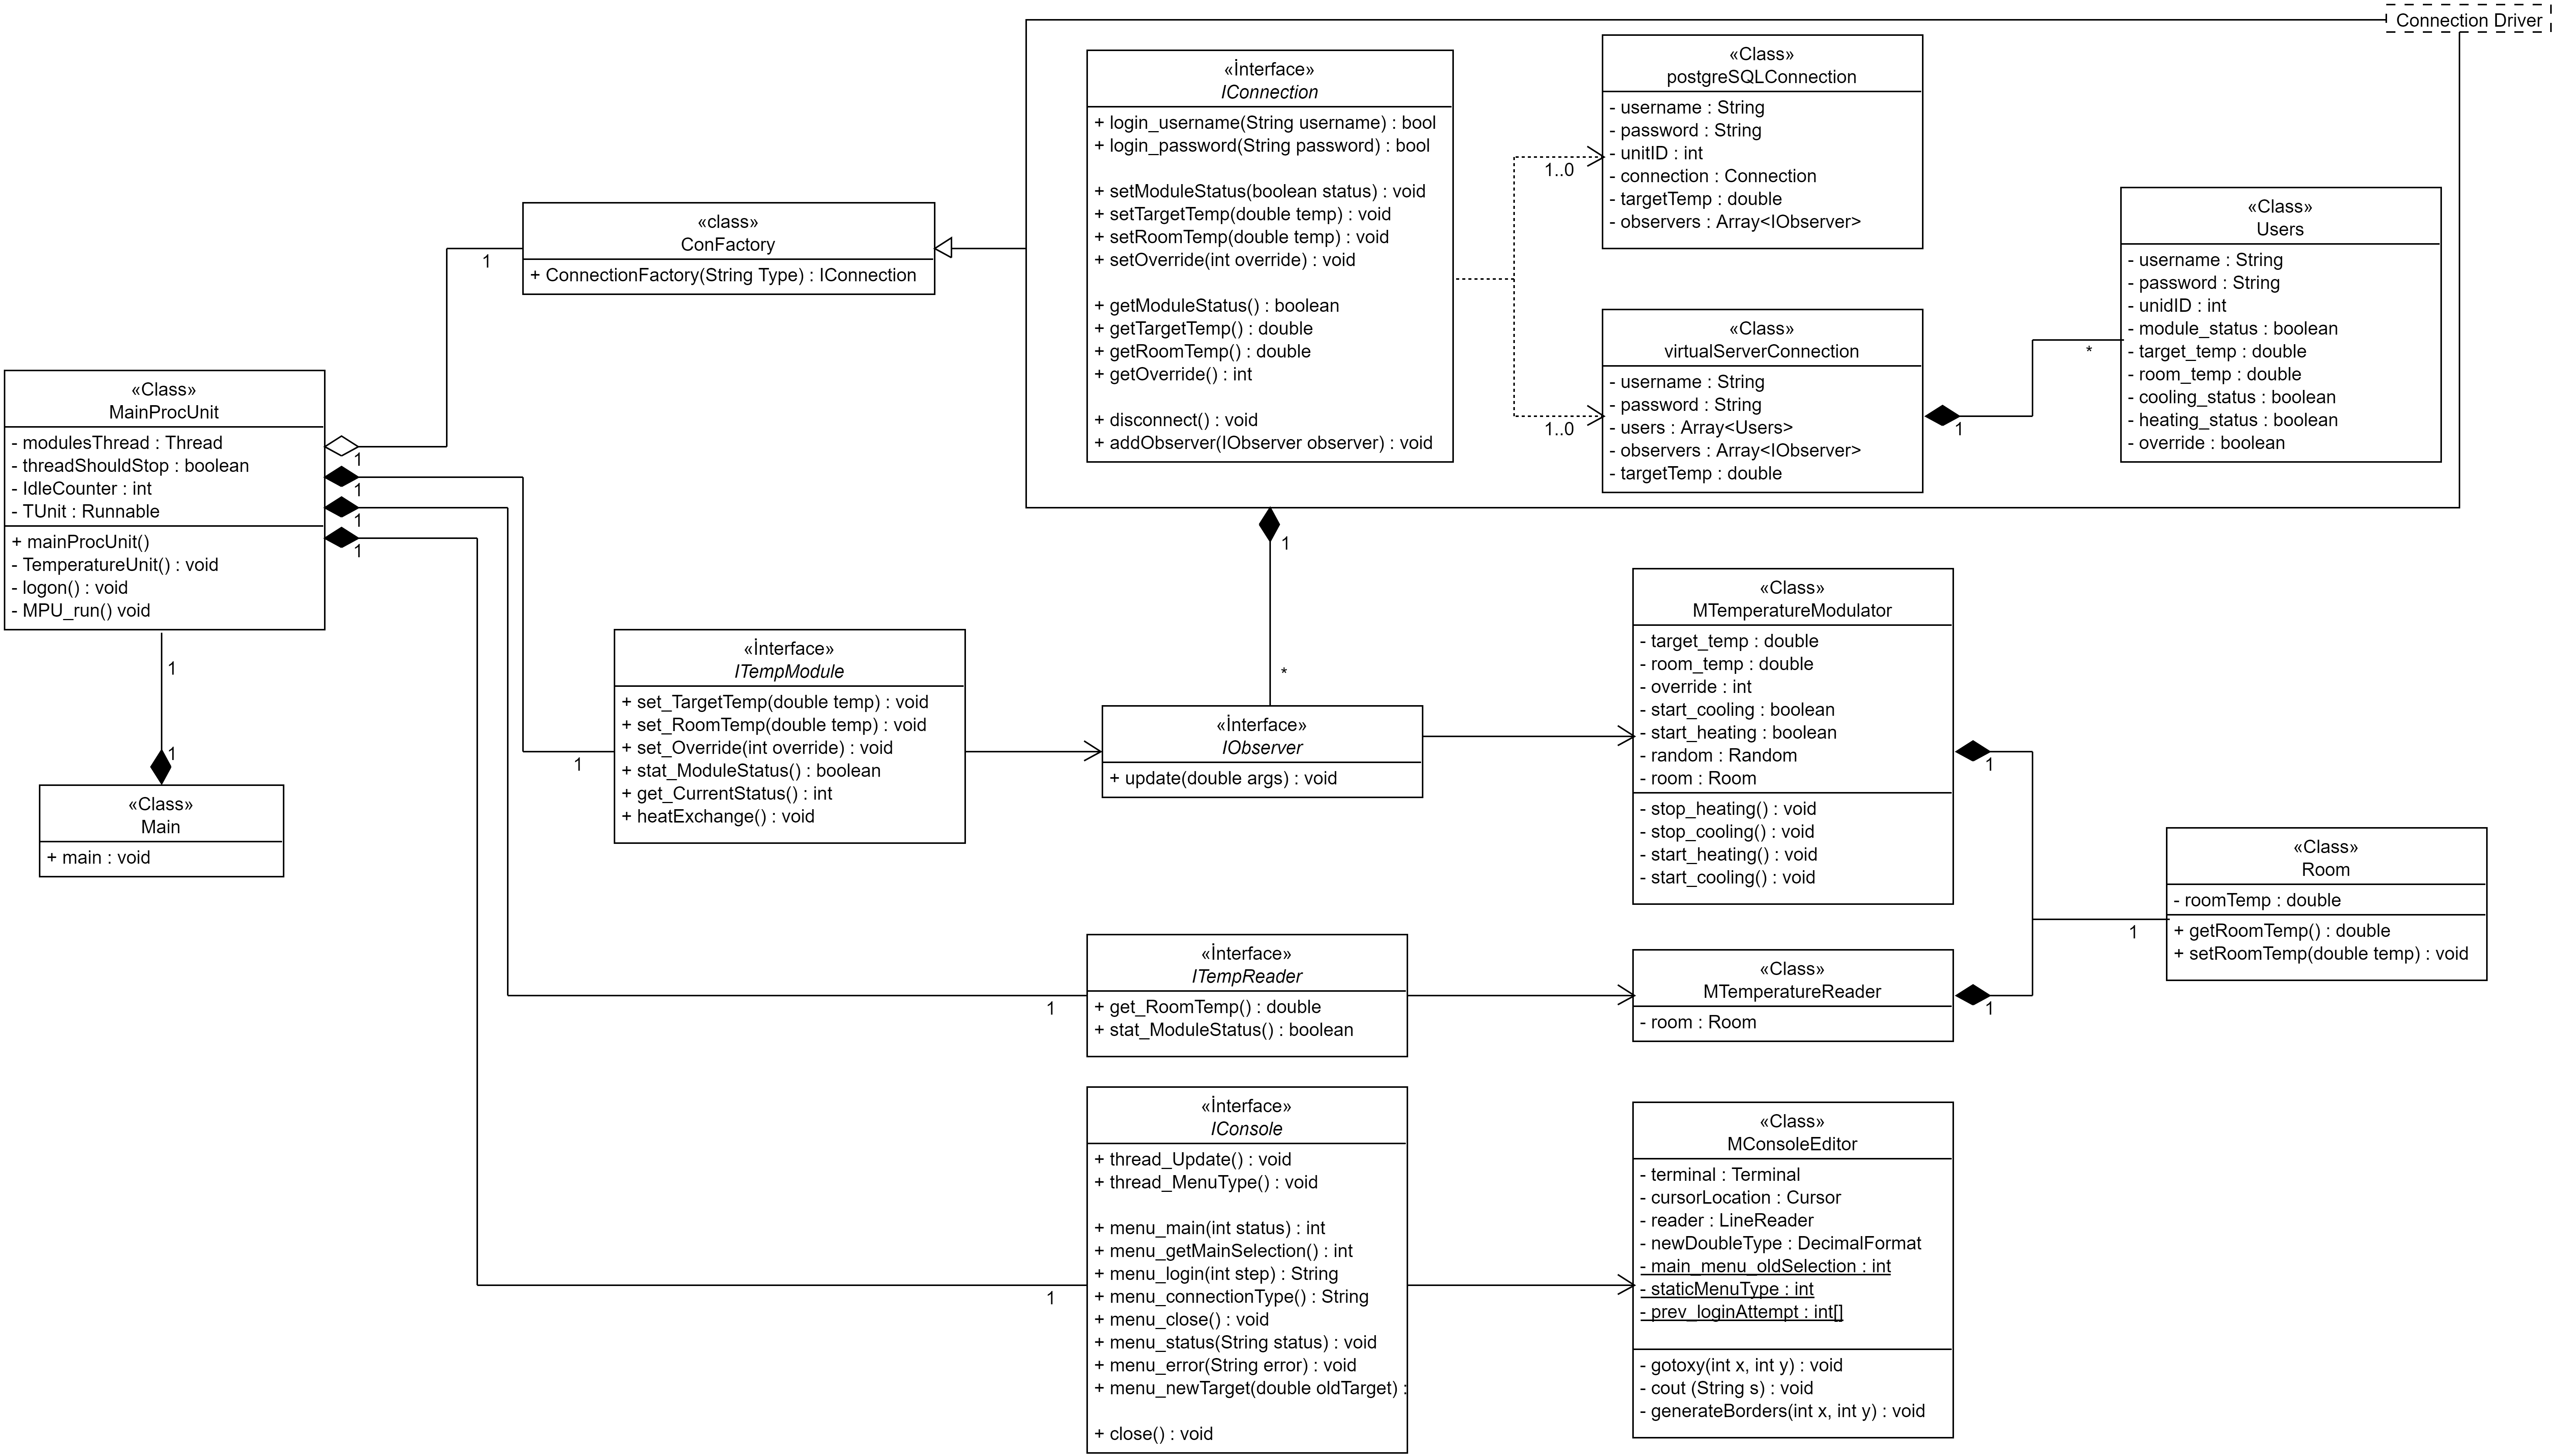 Connection Driver
«İnterface»
IConnection
+ login_username(String username) : bool
+ login_password(String password) : bool
+ setModuleStatus(boolean status) : void
+ setTargetTemp(double temp) : void
+ setRoomTemp(double temp) : void
+ setOverride(int override) : void
+ getModuleStatus() : boolean
+ getTargetTemp() : double
+ getRoomTemp() : double
+ getOverride() : int
+ disconnect() : void
+ addObserver(IObserver observer) : void
«Class»
postgreSQLConnection
- username : String
- password : String
- unitID : int
- connection : Connection
- targetTemp : double
- observers : Array<IObserver>
1..0
«Class»
virtualServerConnection
- username : String
- password : String
- users : Array<Users>
- observers : Array<IObserver>
- targetTemp : double
1..0
1
*
«Class»
Users
- username : String
- password : String
- unidID : int
- module_status : boolean
- target_temp : double
- room_temp : double
- cooling_status : boolean
- heating_status : boolean
- override : boolean
«class»
ConFactory
+ ConnectionFactory(String Type) : IConnection
1
«Class»
MainProcUnit
- modulesThread : Thread
- threadShouldStop : boolean
- IdleCounter : int
- TUnit : Runnable
+ mainProcUnit()
- TemperatureUnit() : void
- logon() : void
- MPU_run() void
1
1
1
1
1
1
«Class»
Main
+ main : void
«İnterface»
ITempModule
+ set_TargetTemp(double temp) : void
+ set_RoomTemp(double temp) : void
+ set_Override(int override) : void
+ stat_ModuleStatus() : boolean
+ get_CurrentStatus() : int
+ heatExchange() : void
1
1
*
«İnterface»
IObserver
+ update(double args) : void
«Class»
MTemperatureModulator
- target_temp : double
- room_temp : double
- override : int
- start_cooling : boolean
- start_heating : boolean
- random : Random
- room : Room
- stop_heating() : void
- stop_cooling() : void
- start_heating() : void
- start_cooling() : void
1
«Class»
Room
- roomTemp : double
+ getRoomTemp() : double
+ setRoomTemp(double temp) : void
1
«İnterface»
ITempReader
+ get_RoomTemp() : double
+ stat_ModuleStatus() : boolean
1
«Class»
MTemperatureReader
- room : Room
1
«İnterface»
IConsole
+ thread_Update() : void
+ thread_MenuType() : void
+ menu_main(int status) : int
+ menu_getMainSelection() : int
+ menu_login(int step) : String
+ menu_connectionType() : String
+ menu_close() : void
+ menu_status(String status) : void
+ menu_error(String error) : void
+ menu_newTarget(double oldTarget) :
+ close() : void
1
«Class»
MConsoleEditor
- terminal : Terminal
- cursorLocation : Cursor
- reader : LineReader
- newDoubleType : DecimalFormat
- main_menu_oldSelection : int
- staticMenuType : int
- prev_loginAttempt : int[]
- gotoxy(int x, int y) : void
- cout (String s) : void
- generateBorders(int x, int y) : void